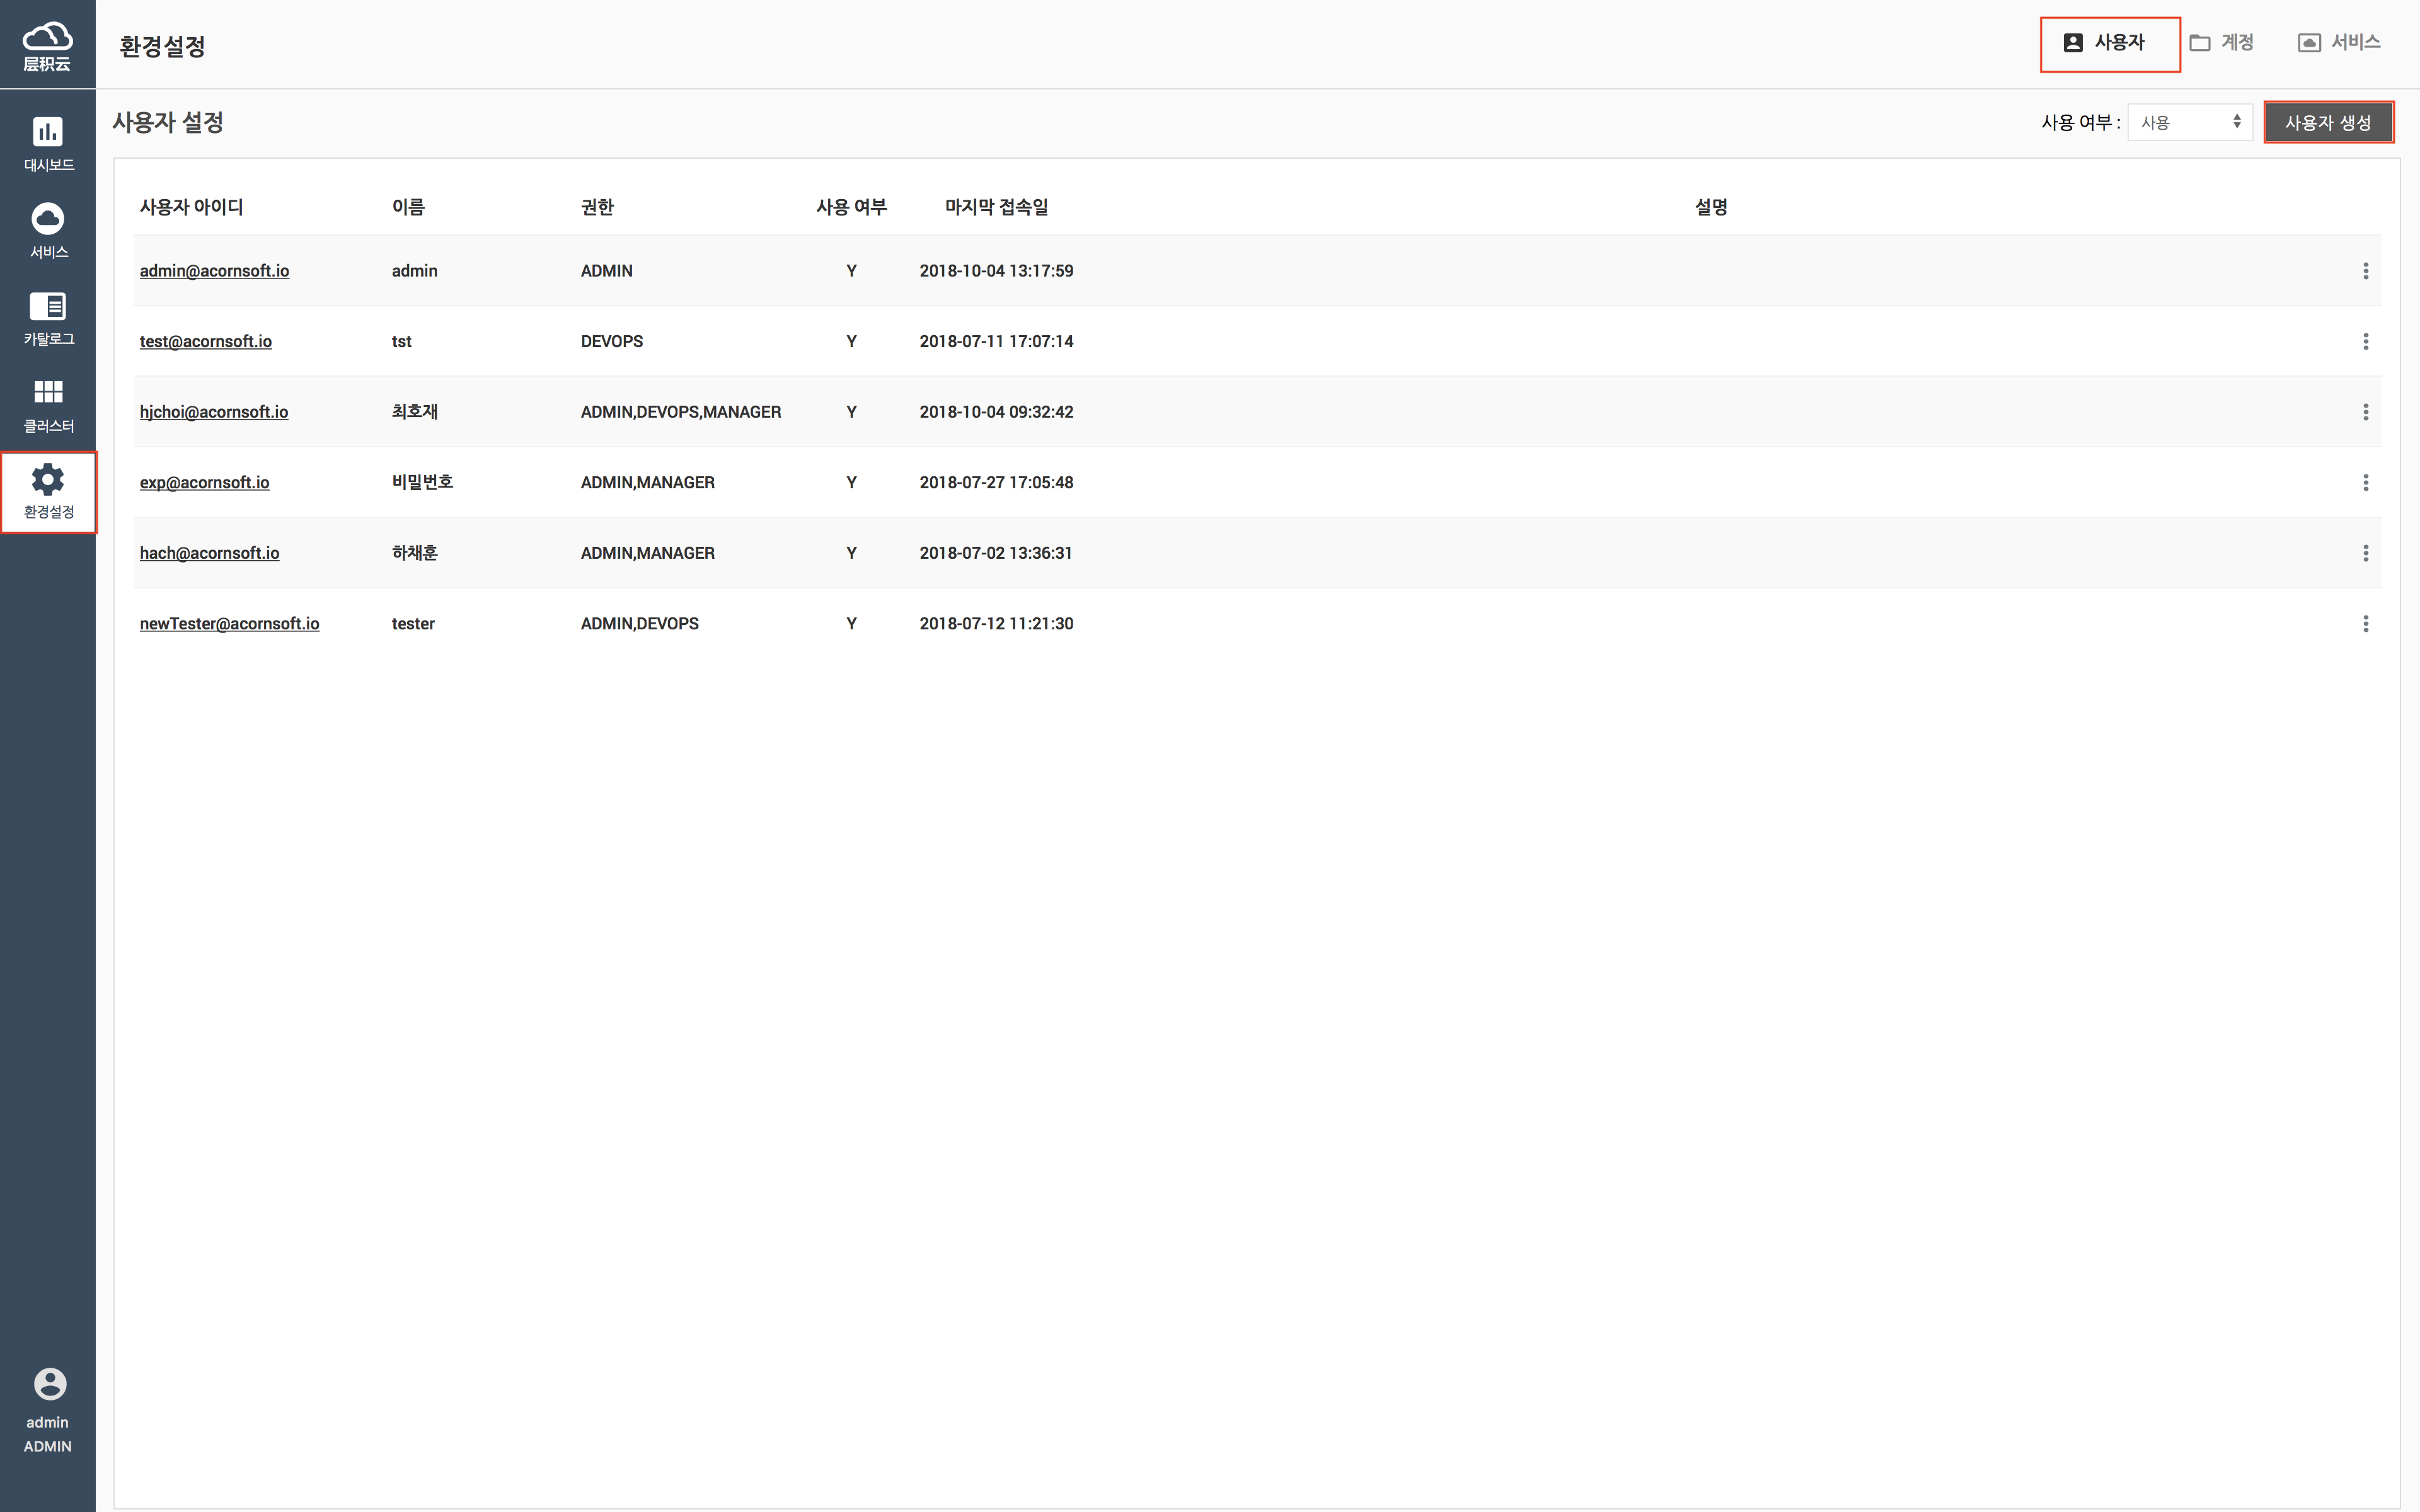 层积云
환경설정
사용자
계정
서비스
대시보드
서비스
카탈로그
클러스터
환경설정
admin
ADMIN
사용자 설정
사용 여부 :
사용
사용자 생성
사용자 아이디 이름 권한 사용 여부 마지막 접속일 설명
admin@acornsoft.io admin ADMIN Y 2018-10-04 13:17:59
test@acornsoft.io tst DEVOPS Y 2018-07-11 17:07:14
hjchoi@acornsoft.io 최호재 ADMIN,DEVOPS,MANAGER Y 2018-10-04 09:32:42
exp@acornsoft.io 비밀번호 ADMIN,MANAGER Y 2018-07-27 17:05:48
hach@acornsoft.io 하채훈 ADMIN,MANAGER Y 2018-07-02 13:36:31
newTester@acornsoft.io tester ADMIN,DEVOPS Y 2018-07-12 11:21:30